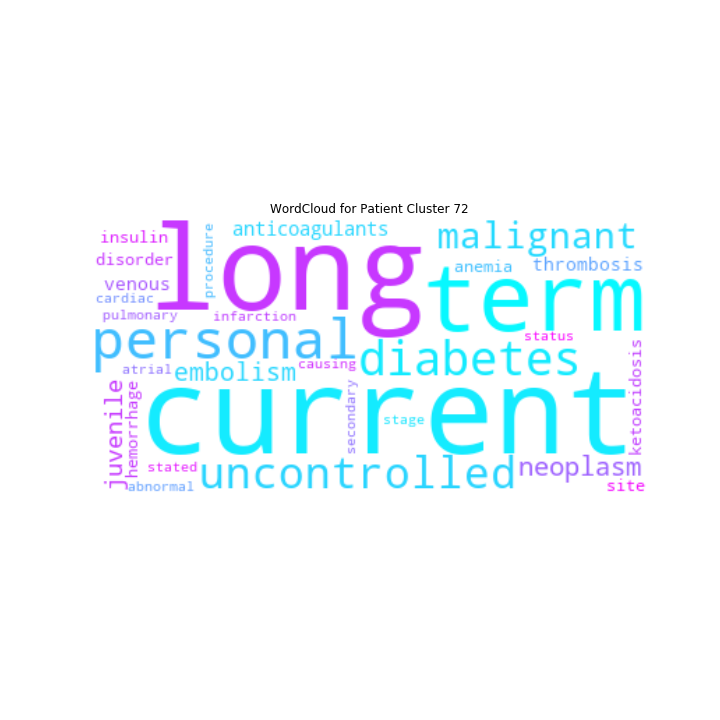 WordCloud for Patient Cluster 72
long
term
current
personal
diabetes
uncontrolled
malignant
neoplasm
embolism
anticoagulants
juvenile
insulin
disorder
venous
cardiac
pulmonary
procedure
infarction
anemia
thrombosis
status
causing
atrial
hemorrhage
secondary
stage
ketoacidosis
stated
abnormal
site